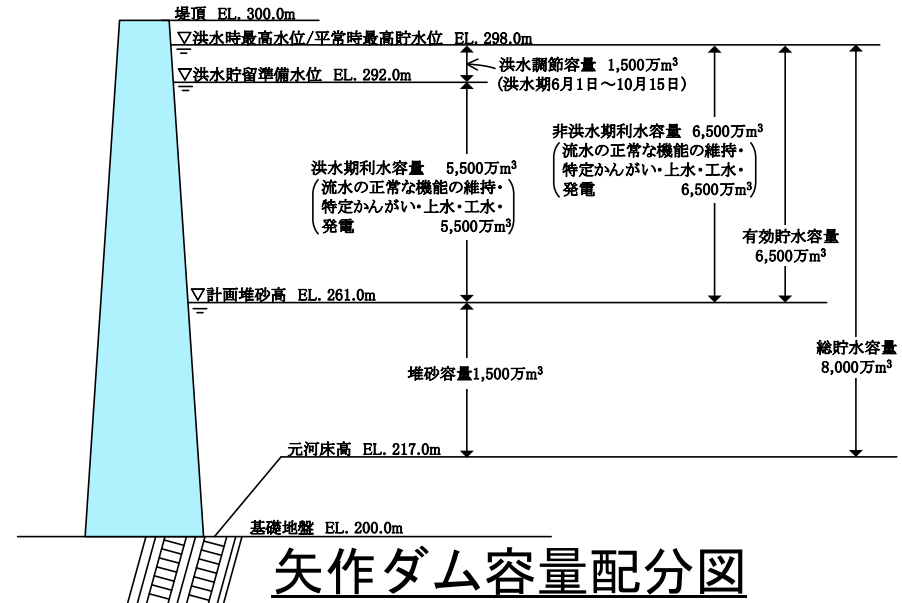 堤頂 EL. 300.0m
▽洪水時最高水位/平常時最高貯水位 EL. 298.0m
▽洪水貯留準備水位 EL. 292.0m
洪水調節容量 1,500万m³
(洪水期6月1日～10月15日)
洪水期利水容量 5,500万m³
(流水の正常な機能の維持・
特定かんがい・上水・工水・
発電 5,500万m³)
非洪水期利水容量 6,500万m³
(流水の正常な機能の維持・
特定かんがい・上水・工水・
発電 6,500万m³)
有効貯水容量
6,500万m³
▽計画堆砂高 EL. 261.0m
総貯水容量
8,000万m³
堆砂容量1,500万m³
元河床高 EL. 217.0m
基礎地盤 EL. 200.0m
矢作ダム容量配分図